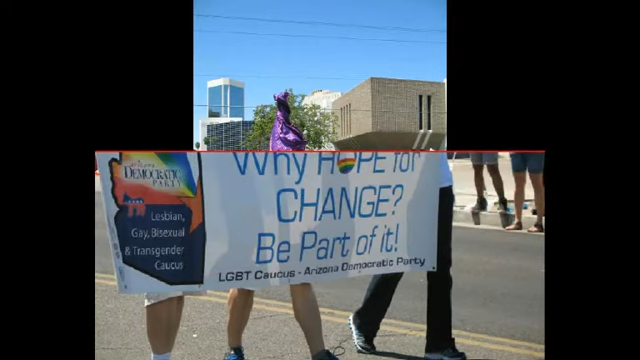 Why HOPE for
CHANGE?
Be Part of it!
LGBT Caucus - Arizona Democratic Party
Arizona
DEMOCRATIC
PARTY
Lesbian,
Gay, Bisexual
& Transgender
Caucus